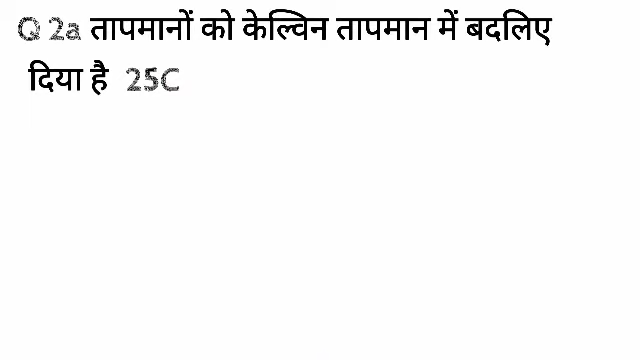 Q 2a तापमानों को केल्विन तापमान में बदलिए
दिया है 25C